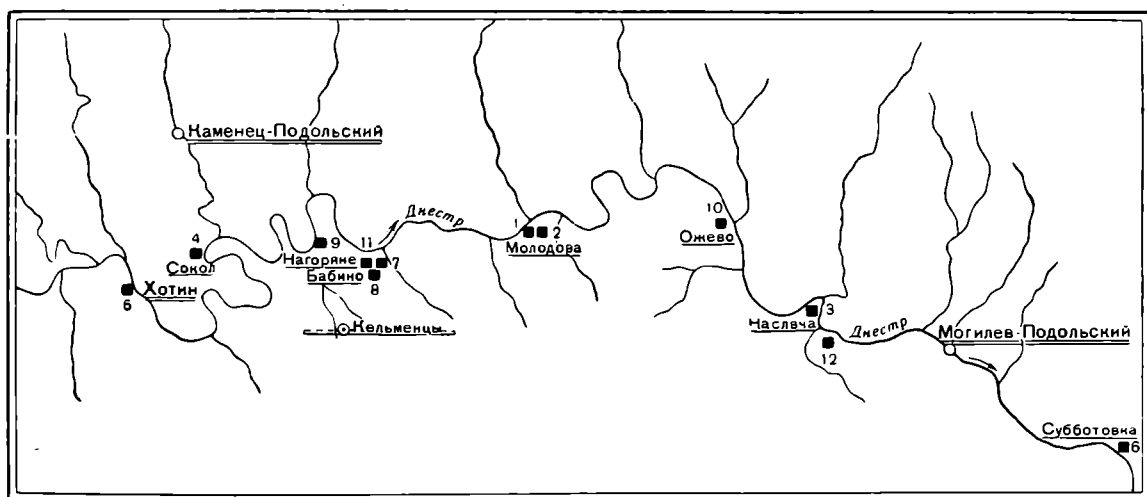 Каменец-Подольский
Днестр
10
1
2
9
11
4
Ожево
Молодова
Нагоряне
7
Сокол
Бабино
8
Хотин
6
3
Наславча
Кельменцы
Днестр
Могилев-Подольский
12
Субботовка
6